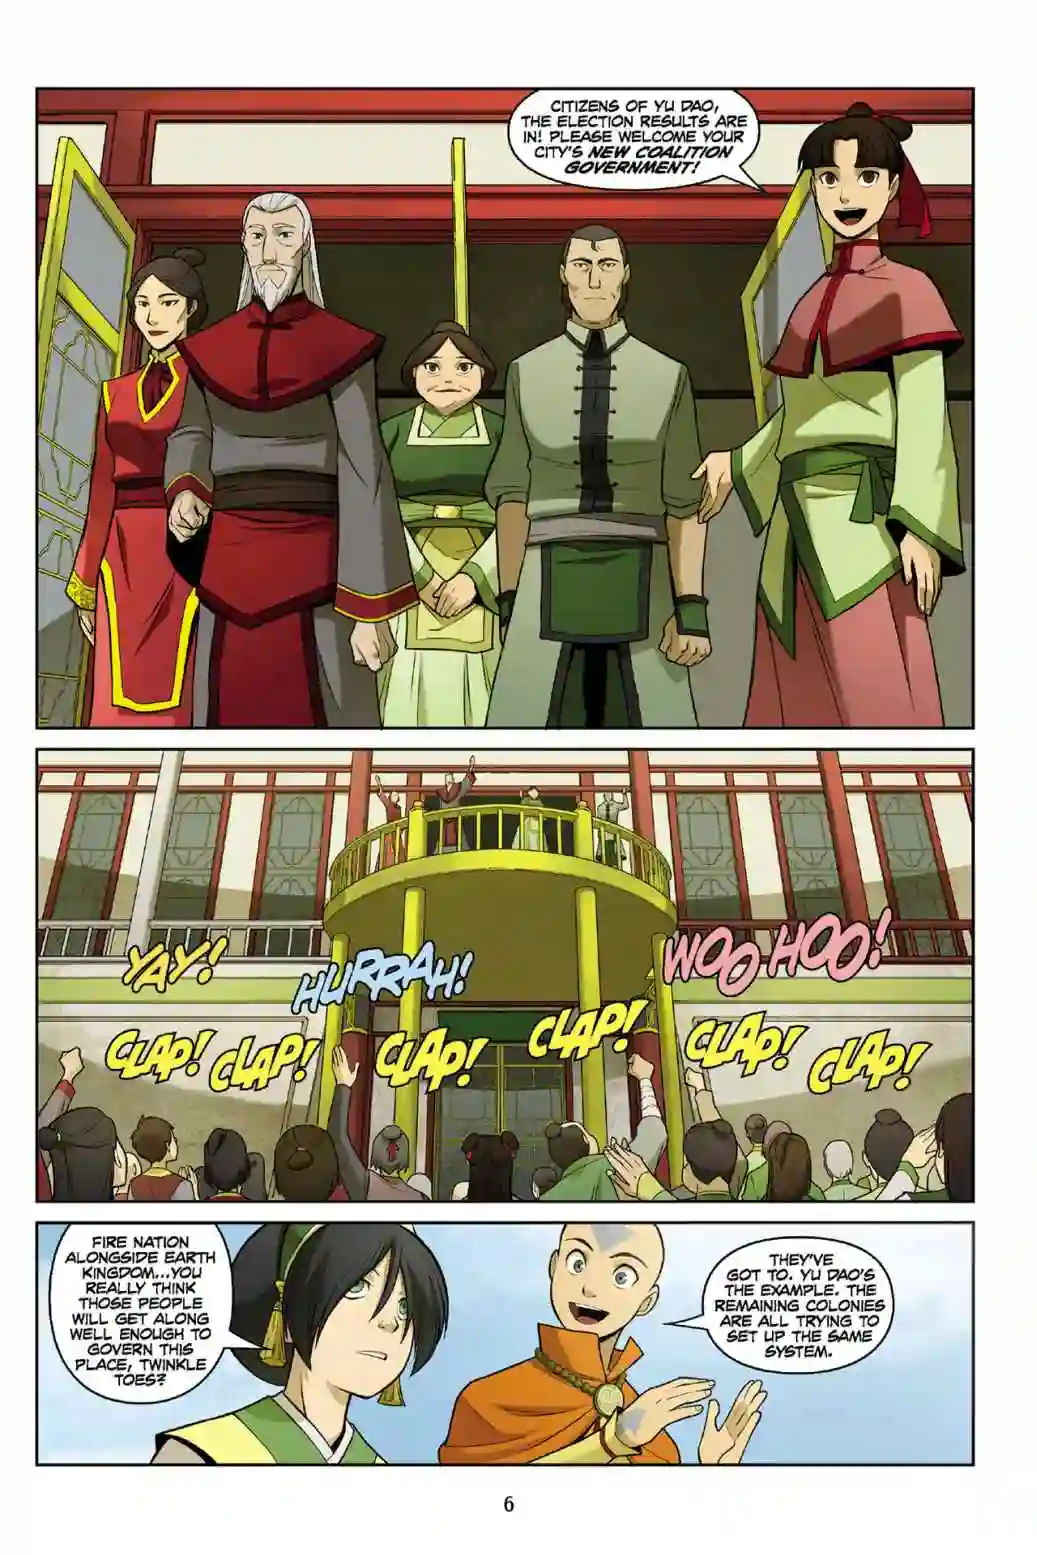 CITIZENS OF YU DAO,
THE ELECTION RESULTS ARE
IN! PLEASE WELCOME YOUR
CITY'S NEW COALITION
GOVERNMENT!
YAY!
HURRAH!
WOO HOO!
CLAP!
CLAP!
CLAP!
CLAP!
CLAP!
CLAP!
FIRE NATION
ALONGSIDE EARTH
KINGDOM...YOU
REALLY THINK
THOSE PEOPLE
WILL GET ALONG
WELL ENOUGH TO
GOVERN THIS
PLACE, TWINKLE
TOES?
THEY'VE
GOT TO. YU DAO'S
THE EXAMPLE. THE
REMAINING COLONIES
ARE ALL TRYING TO
SET UP THE SAME
SYSTEM.
6